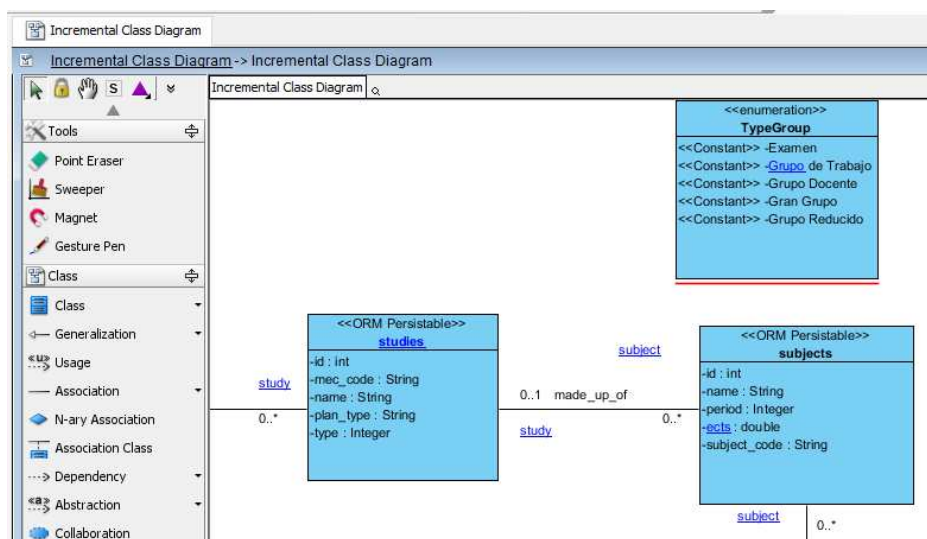 Incremental Class Diagram
Incremental Class Diagram -> Incremental Class Diagram
S
Incremental Class Diagram
Tools
Point Eraser
Sweeper
Magnet
Gesture Pen
Class
Class
Generalization
<<u>> Usage
Association
N-ary Association
Association Class
Dependency
<<a>> Abstraction
Collaboration
<<enumeration>>
TypeGroup
<<Constant>> -Examen
<<Constant>> -Grupo de Trabajo
<<Constant>> -Grupo Docente
<<Constant>> -Gran Grupo
<<Constant>> -Grupo Reducido
study
0..*
<<ORM Persistable>>
studies
-id : int
-mec_code : String
-name : String
-plan_type : String
-type : Integer
subject
0..1 made_up_of
0..*
study
<<ORM Persistable>>
subjects
-id : int
-name : String
-period : Integer
-ects : double
-subject_code : String
subject
0..*